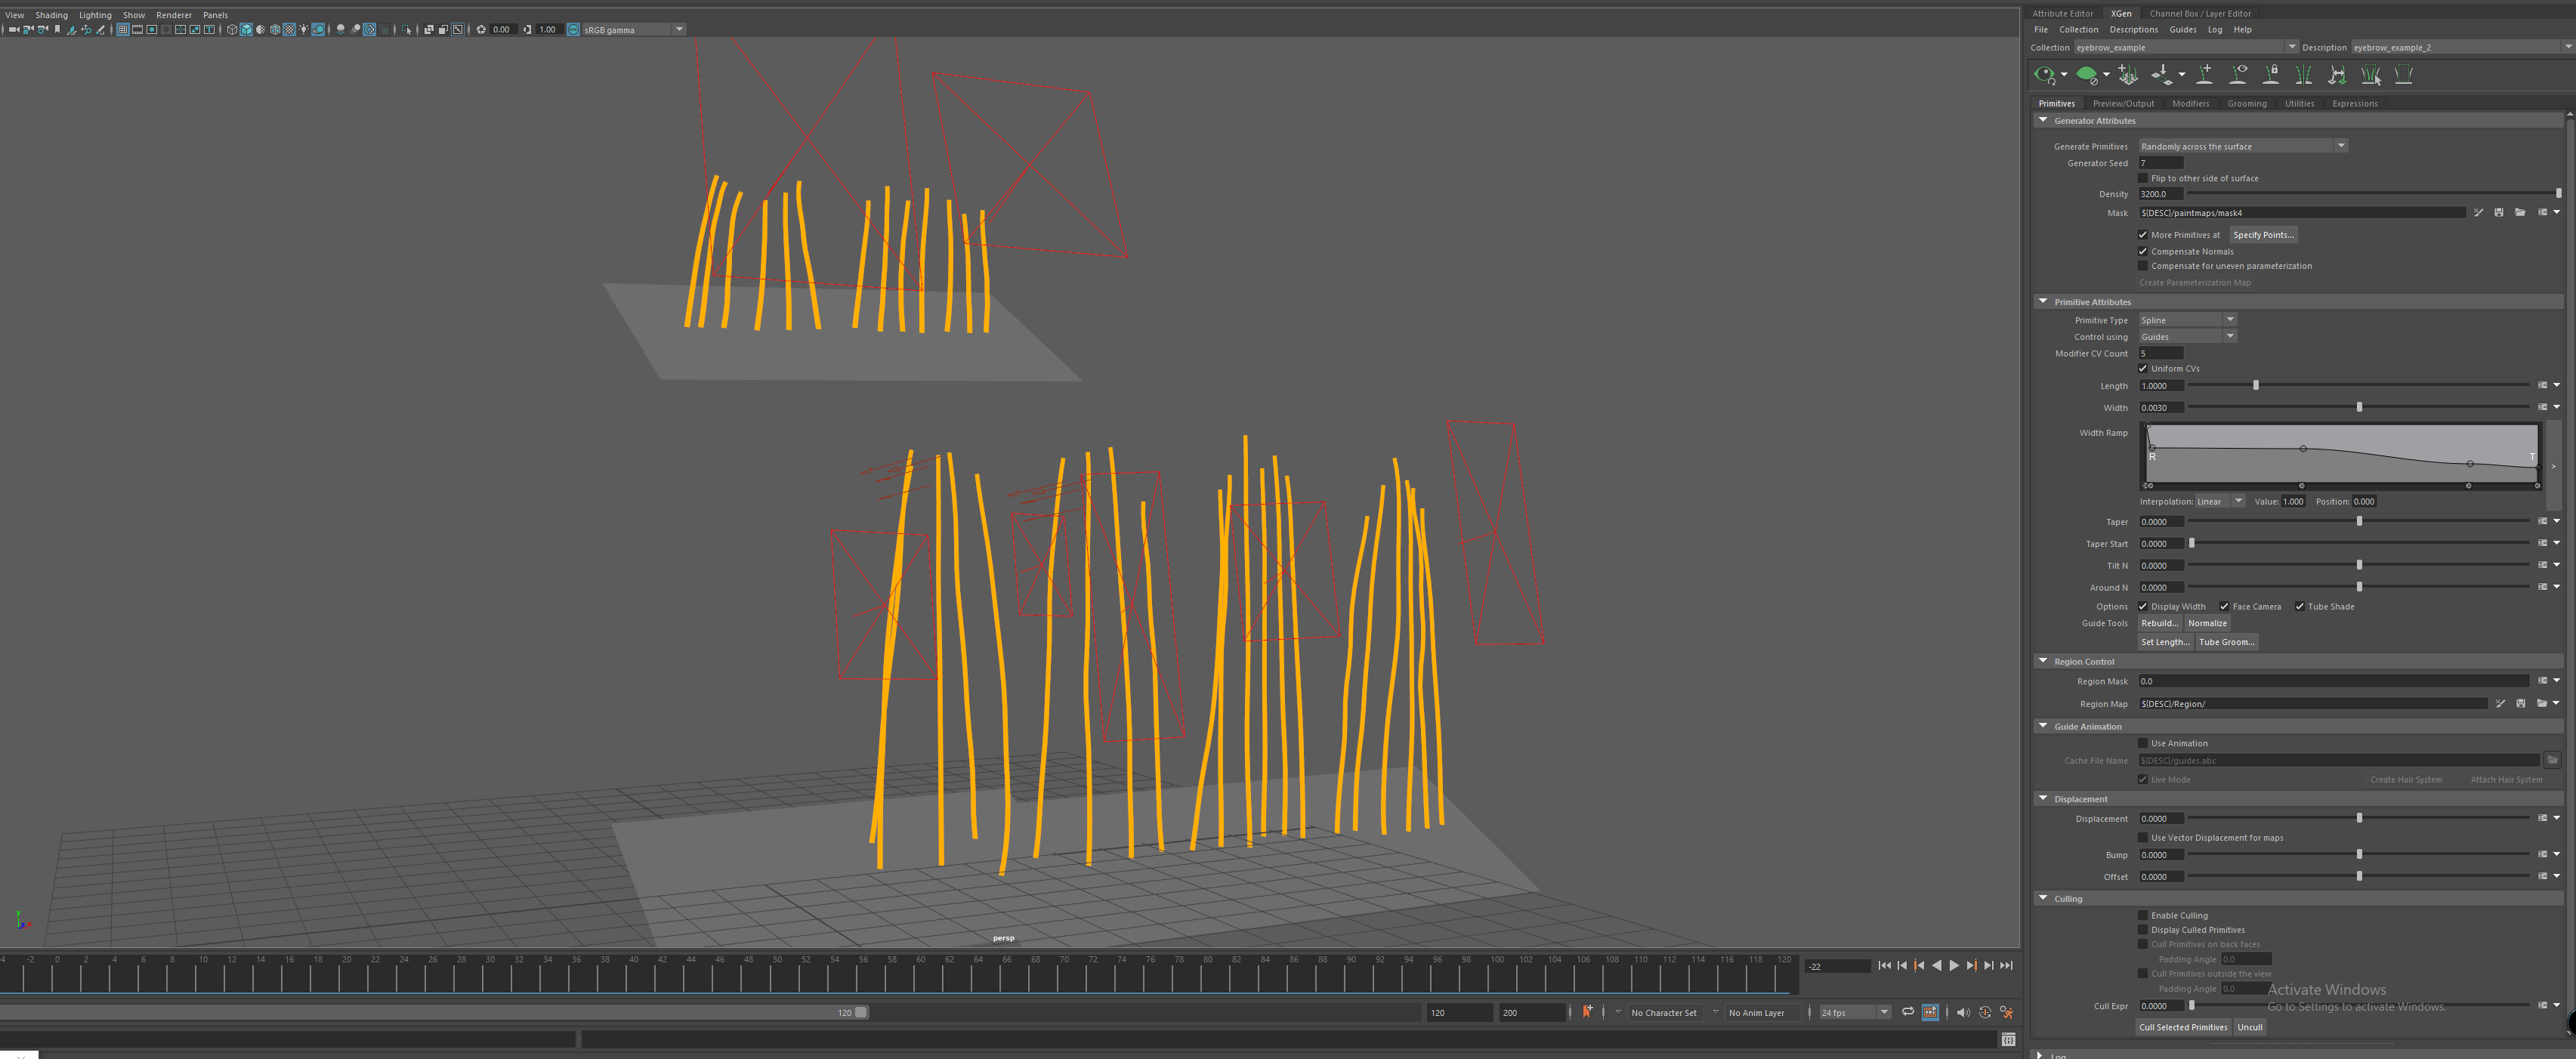 View Shading Lighting Show Renderer Panels
0.00 1.00 sRGB gamma
persp
-4 -2 0 2 4 6 8 10 12 14 16 18 20 22 24 26 28 30 32 34 36 38 40 42 44 46 48 50 52 54 56 58 60 62 64 66 68 70 72 74 76 78 80 82 84 86 88 90 92 94 96 98 100 102 104 106 108 110 112 114 116 118 120
-22
120
120 200 No Character Set No Anim Layer 24 fps
Attribute Editor XGen Channel Box / Layer Editor
File Collection Descriptions Guides Log Help
Collection eyebrow_example Description eyebrow_example_2
Primitives Preview/Output Modifiers Grooming Utilities Expressions
Generator Attributes
Generate Primitives Randomly across the surface
Generator Seed 7
Flip to other side of surface
Density 3200.0
Mask ${DESC}/paintmaps/mask4
More Primitives at Specify Points...
Compensate Normals
Compensate for uneven parameterization
Create Parameterization Map
Primitive Attributes
Primitive Type Spline
Control using Guides
Modifier CV Count 5
Uniform CVs
Length 1.0000
Width 0.0030
Width Ramp
R T
Interpolation: Linear Value: 1.000 Position: 0.000
Taper 0.0000
Taper Start 0.0000
Tilt N 0.0000
Around N 0.0000
Options Display Width Face Camera Tube Shade
Guide Tools Rebuild... Normalize
Set Length... Tube Groom...
Region Control
Region Mask 0.0
Region Map ${DESC}/Region/
Guide Animation
Use Animation
Cache File Name ${DESC}/guides.abc
Live Mode Create Hair System Attach Hair System
Displacement
Displacement 0.0000
Use Vector Displacement for maps
Bump 0.0000
Offset 0.0000
Culling
Enable Culling
Display Culled Primitives
Cull Primitives on back faces
Padding Angle 0.0
Cull Primitives outside the view
Padding Angle 0.0
Activate Windows
Go to Settings to activate Windows.
Cull Expr 0.0000
Cull Selected Primitives Uncull
Log